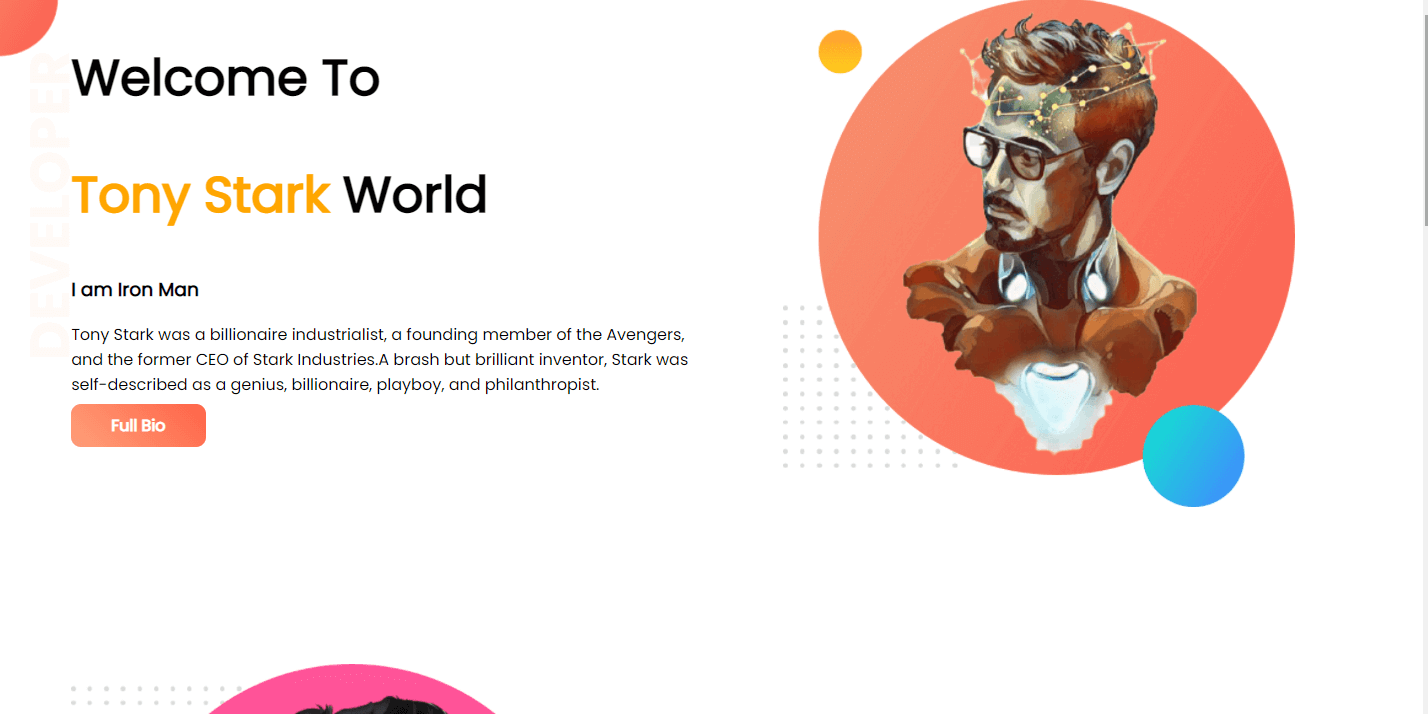 DEVELOPER
Welcome To
Tony Stark World
I am Iron Man
Tony Stark was a billionaire industrialist, a founding member of the Avengers,
and the former CEO of Stark Industries.A brash but brilliant inventor, Stark was
self-described as a genius, billionaire, playboy, and philanthropist.
Full Bio